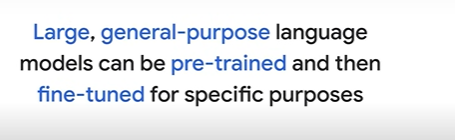 Large, general-purpose language
models can be pre-trained and then
fine-tuned for specific purposes